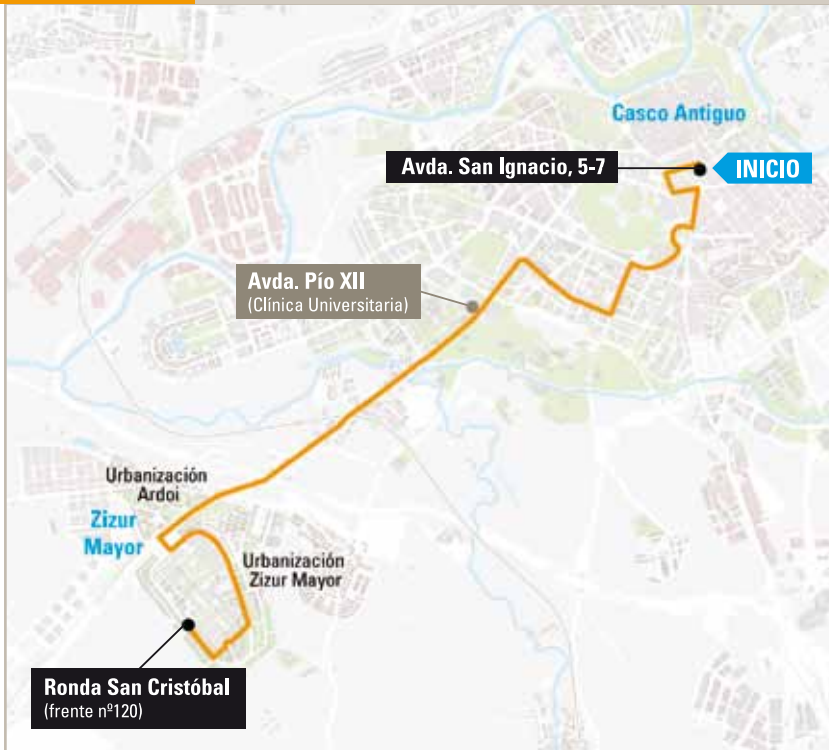 Casco Antiguo
Avda. San Ignacio, 5-7
INICIO
Avda. Pío XII
(Clínica Universitaria)
Urbanización
Ardoi
Zizur
Mayor
Urbanización
Zizur Mayor
Ronda San Cristóbal
(frente nº120)